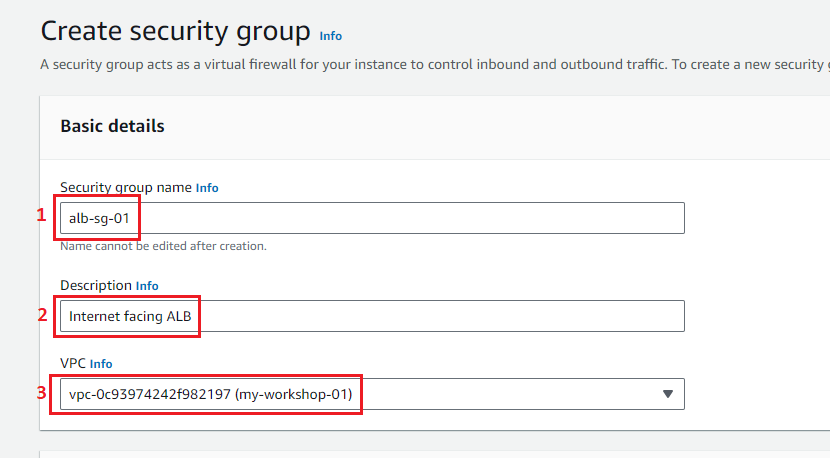 Create security group Info
A security group acts as a virtual firewall for your instance to control inbound and outbound traffic. To create a new security
Basic details
Security group name Info
1 alb-sg-01
Name cannot be edited after creation.
Description Info
2 Internet facing ALB
VPC Info
3 vpc-0c93974242f982197 (my-workshop-01)